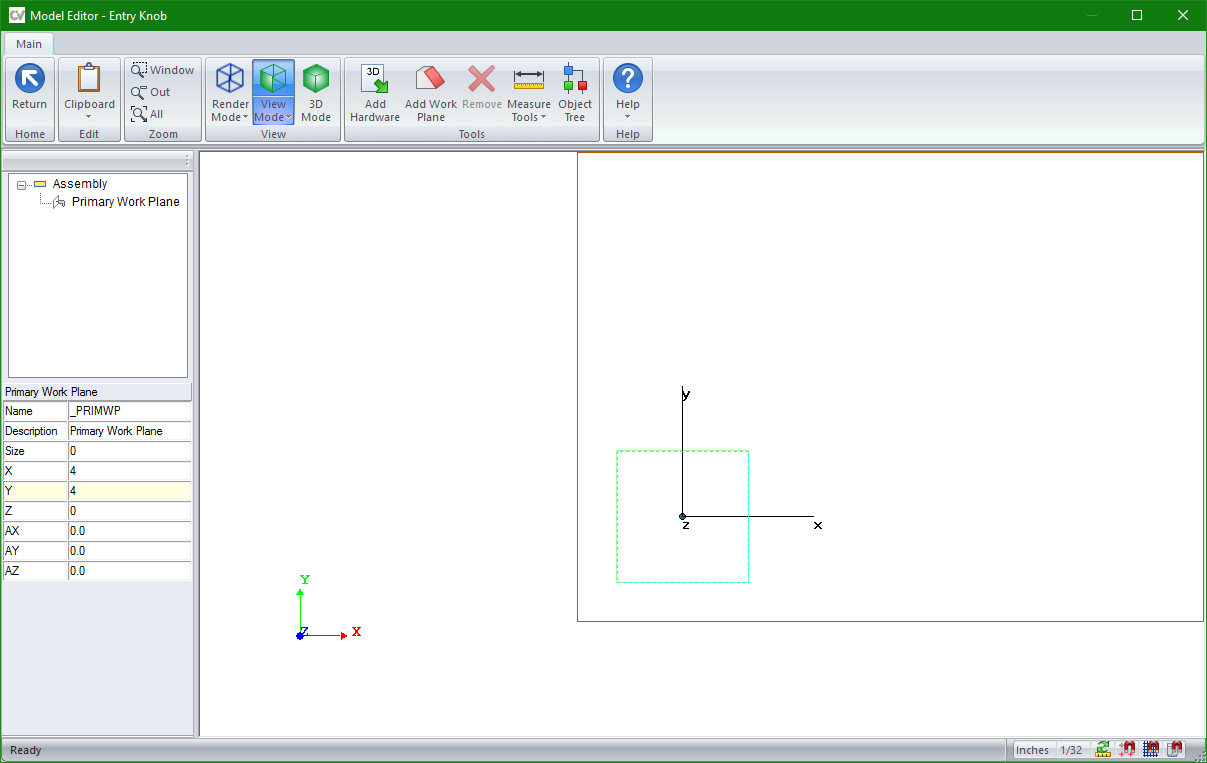 CV Model Editor - Entry Knob
Main
Return
Home
Clipboard
Edit
Window
Out
All
Zoom
Render Mode
View Mode
3D Mode
View
3D
Add Hardware
Add Work Plane
Remove
Measure Tools
Object Tree
Tools
?
Help
Help
Assembly
Primary Work Plane
Primary Work Plane
Name _PRIMWP
Description Primary Work Plane
Size 0
X 4
Y 4
Z 0
AX 0.0
AY 0.0
AZ 0.0
y
z
x
Y
Z
X
Ready
Inches 1/32